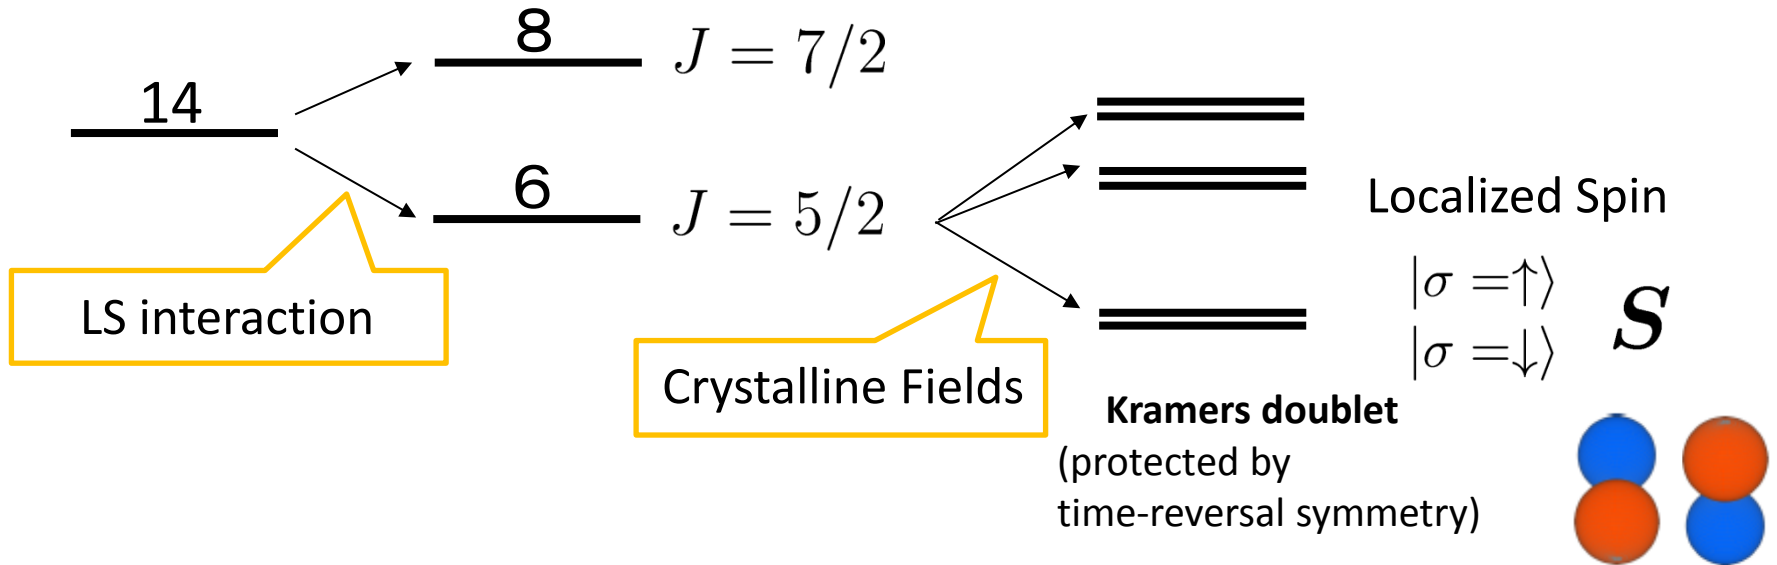 14
8
J = 7/2
6
J = 5/2
LS interaction
Crystalline Fields
Localized Spin
|σ =↑⟩
|σ =↓⟩
S
Kramers doublet
(protected by
time-reversal symmetry)